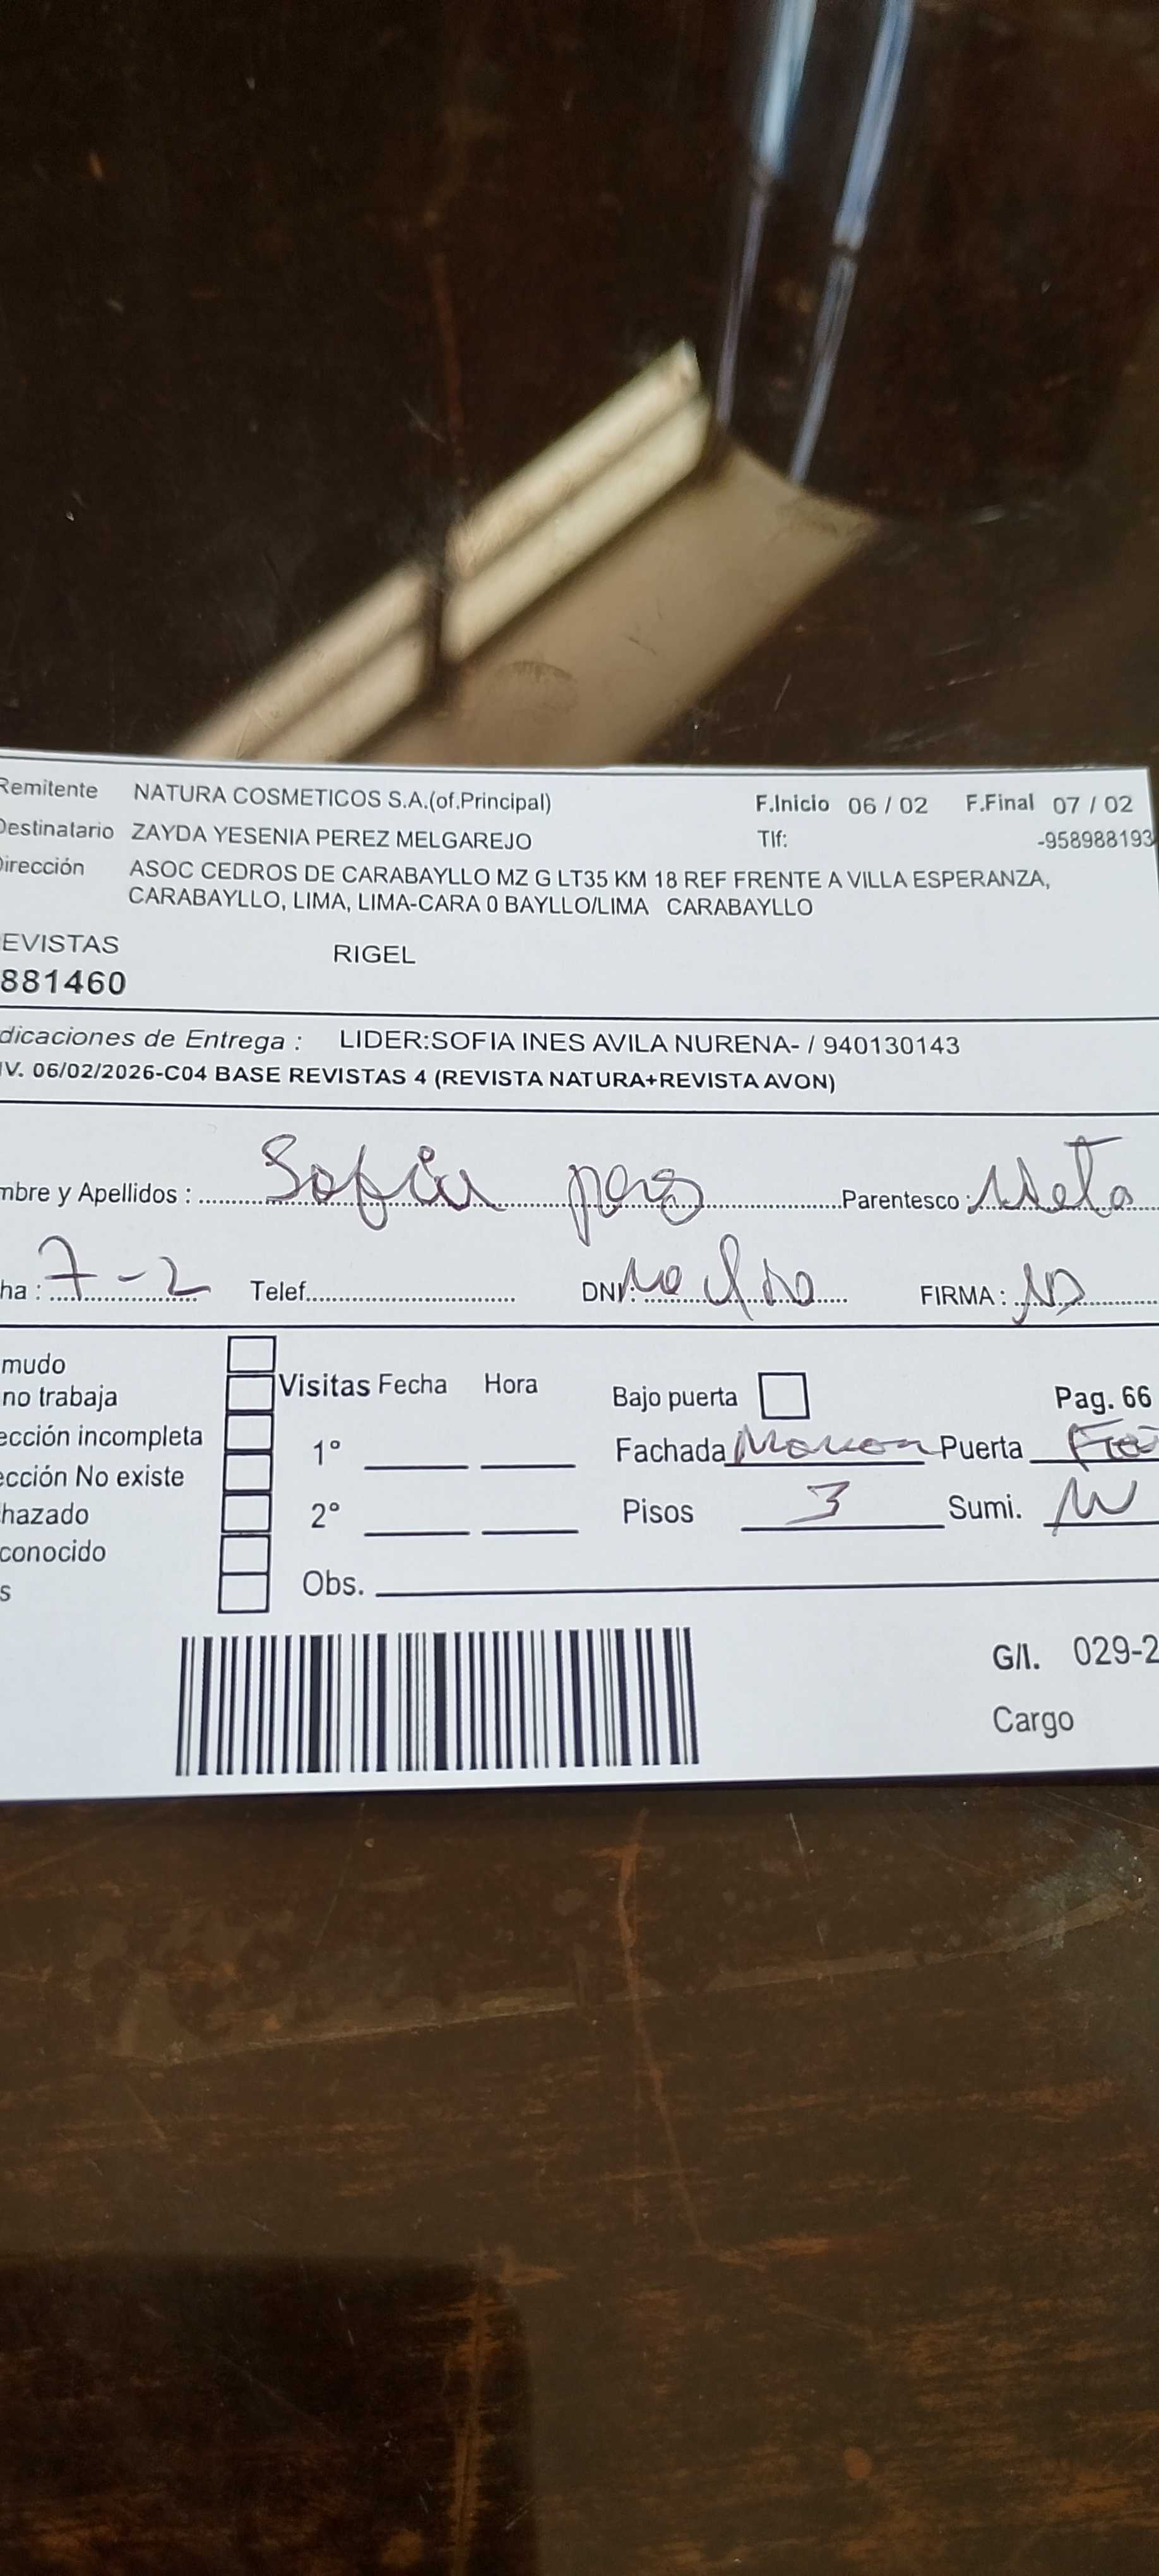 Remitente NATURA COSMETICOS S.A.(of.Principal) F.Inicio 06 / 02 F.Final 07 / 02
Destinatario ZAYDA YESENIA PEREZ MELGAREJO Tlf: -958988193
Dirección ASOC CEDROS DE CARABAYLLO MZ G LT35 KM 18 REF FRENTE A VILLA ESPERANZA,
CARABAYLLO, LIMA, LIMA-CARA 0 BAYLLO/LIMA CARABAYLLO
EVISTAS RIGEL
881460
dicaciones de Entrega : LIDER:SOFIA INES AVILA NURENA- / 940130143
IV. 06/02/2026-C04 BASE REVISTAS 4 (REVISTA NATURA+REVISTA AVON)
mbre y Apellidos : Sofia Parentesco : Nieta
ha : 7-2 Telef. DNI: FIRMA :
mudo
no trabaja Visitas Fecha Hora Bajo puerta Pag. 66
ección incompleta 1° Fachada Marron Puerta
ección No existe
hazado 2° Pisos 3 Sumi.
conocido
s Obs.
G/l. 029-2
Cargo